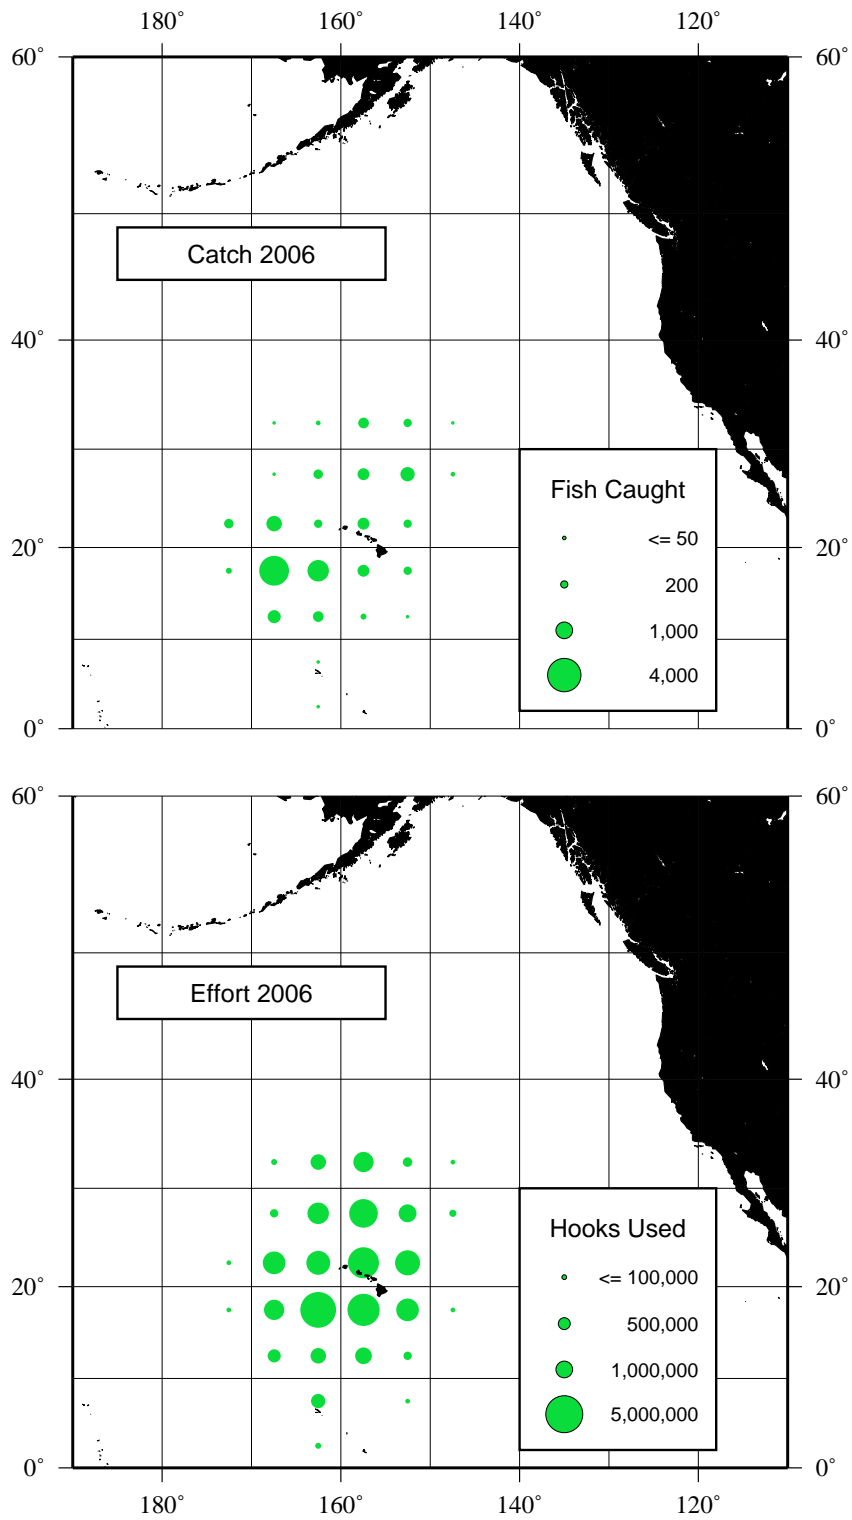 180˚ 160˚ 140˚ 120˚
60˚ 60˚
Catch 2006
40˚ 40˚
Fish Caught
<= 50
20˚ 20˚
200
1,000
4,000
0˚ 0˚
60˚ 60˚
Effort 2006
40˚ 40˚
Hooks Used
<= 100,000
20˚ 20˚
500,000
1,000,000
5,000,000
0˚ 0˚
180˚ 160˚ 140˚ 120˚